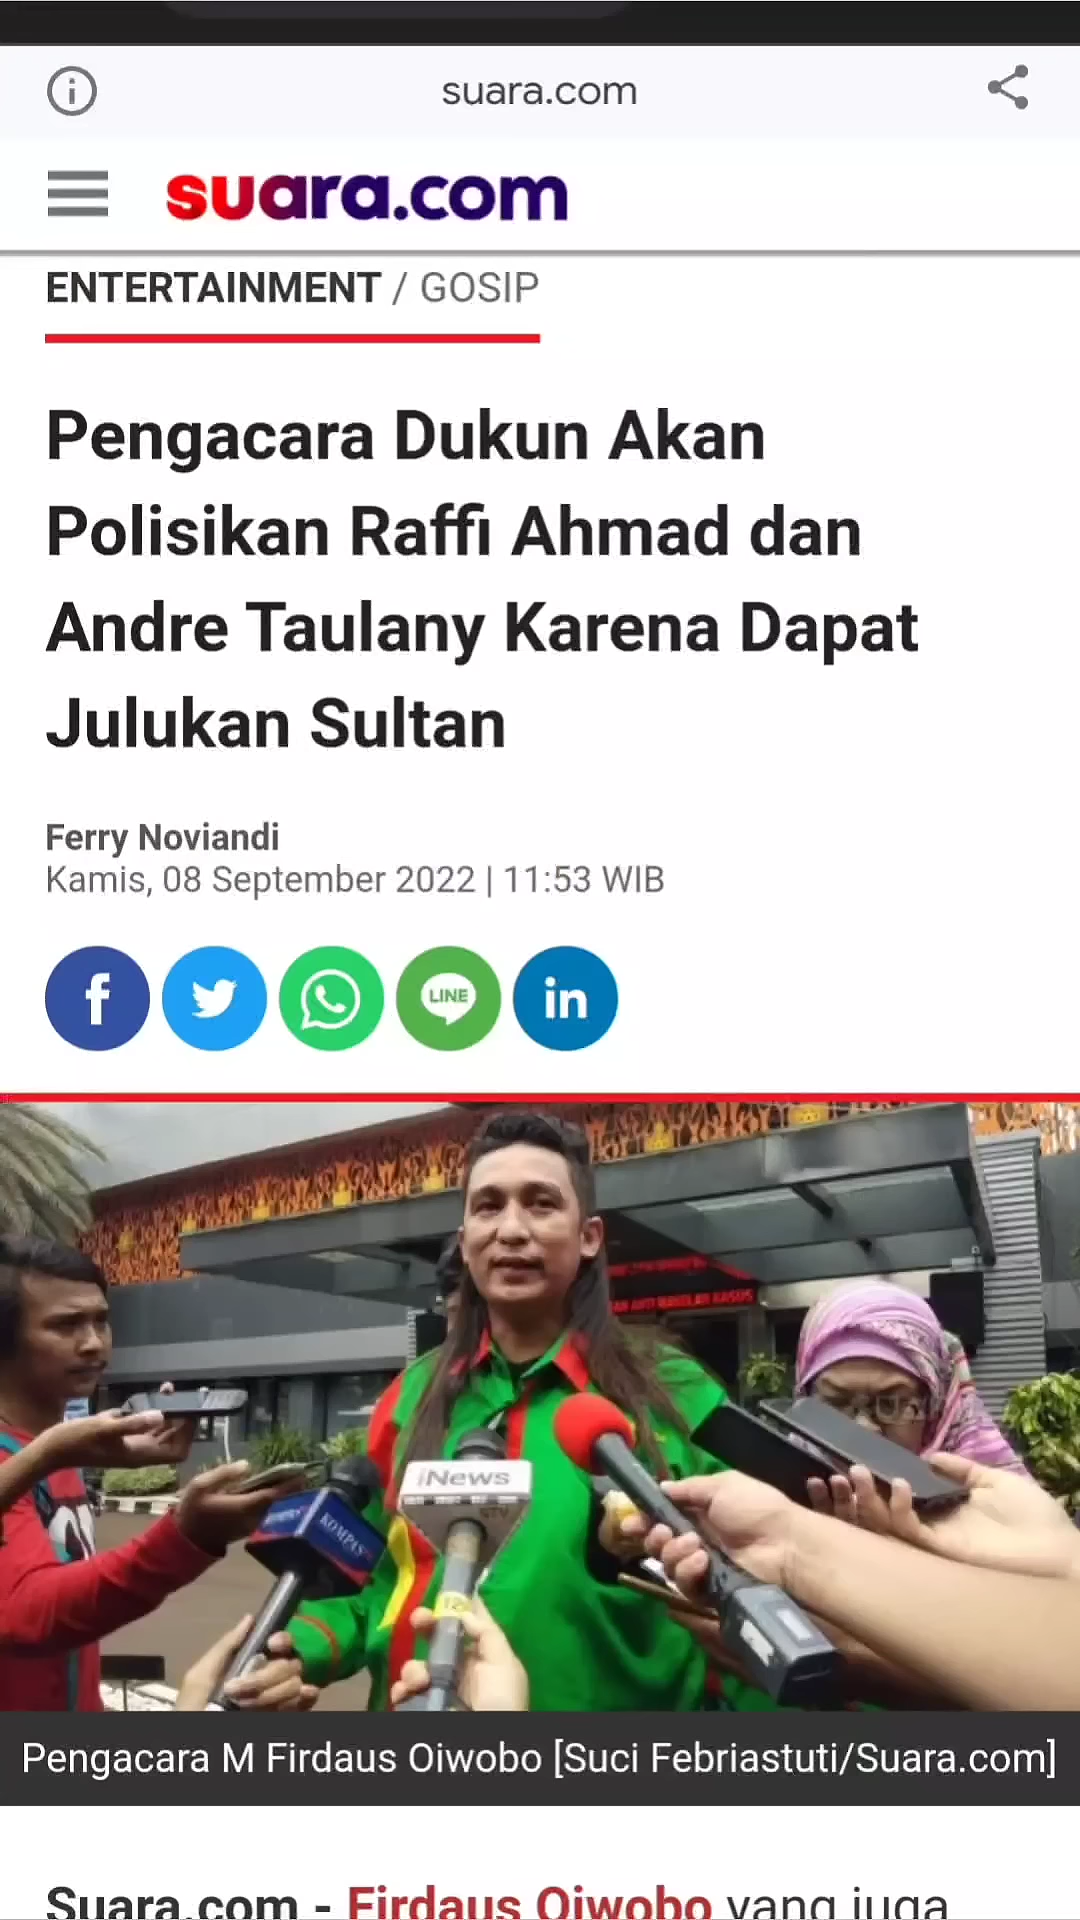 suara.com
suara.com
ENTERTAINMENT / GOSIP
Pengacara Dukun Akan
Polisikan Raffi Ahmad dan
Andre Taulany Karena Dapat
Julukan Sultan
Ferry Noviandi
Kamis, 08 September 2022 | 11:53 WIB
f
LINE
in
iNews
KOMPAS
Pengacara M Firdaus Oiwobo [Suci Febriastuti/Suara.com]
Suara.com - Firdaus Oiwobo yang juga